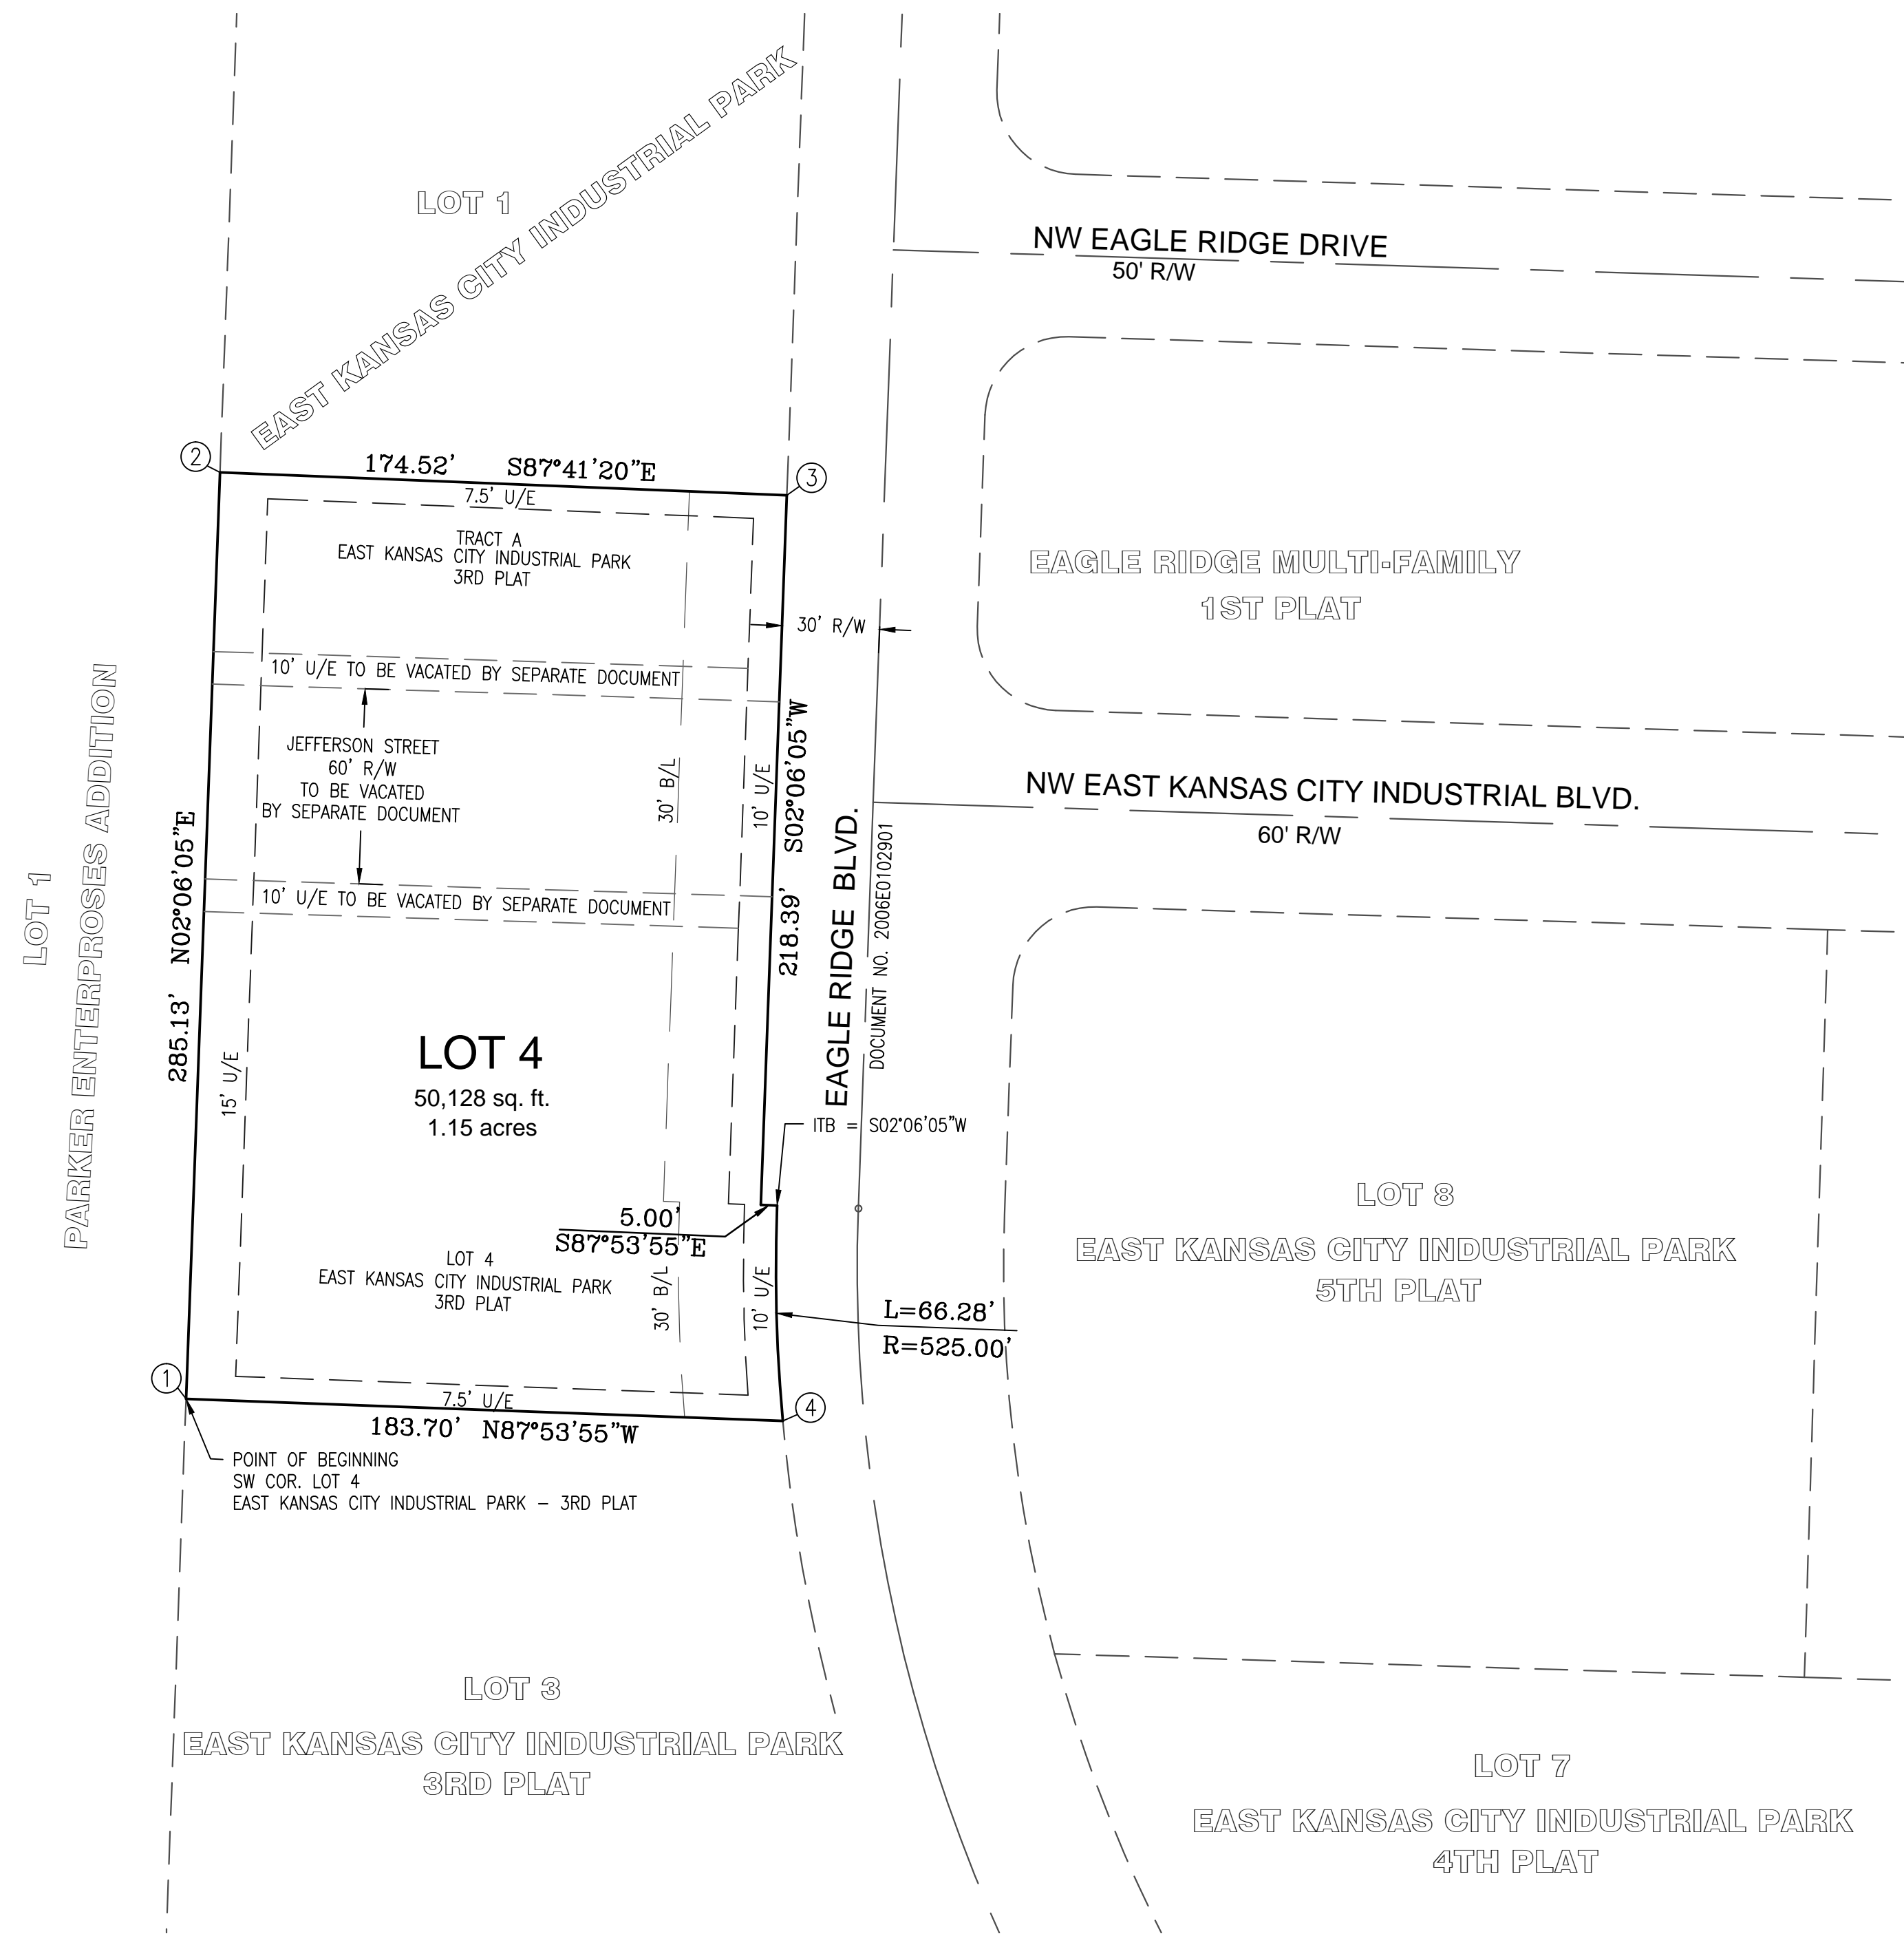 EAST KANSAS CITY INDUSTRIAL PARK
LOT 1
NW EAGLE RIDGE DRIVE
50' R/W
2
174.52' S87°41'20"E
3
7.5' U/E
TRACT A
EAST KANSAS CITY INDUSTRIAL PARK
3RD PLAT
EAGLE RIDGE MULTI-FAMILY
1ST PLAT
30' R/W
10' U/E TO BE VACATED BY SEPARATE DOCUMENT
JEFFERSON STREET
60' R/W
TO BE VACATED
BY SEPARATE DOCUMENT
30' B/L
10' U/E
S02°06'05"W
218.39'
NW EAST KANSAS CITY INDUSTRIAL BLVD.
60' R/W
EAGLE RIDGE BLVD.
DOCUMENT NO. 2006E0102901
10' U/E TO BE VACATED BY SEPARATE DOCUMENT
LOT 1
PARKER ENTERPROSES ADDITION
285.13' N02°06'05"E
15' U/E
LOT 4
50,128 sq. ft.
1.15 acres
ITB = S02°06'05"W
5.00'
S87°53'55"E
LOT 4
EAST KANSAS CITY INDUSTRIAL PARK
3RD PLAT
30' B/L
10' U/E
L=66.28'
R=525.00'
LOT 8
EAST KANSAS CITY INDUSTRIAL PARK
5TH PLAT
1
7.5' U/E
4
183.70' N87°53'55"W
POINT OF BEGINNING
SW COR. LOT 4
EAST KANSAS CITY INDUSTRIAL PARK – 3RD PLAT
LOT 3
EAST KANSAS CITY INDUSTRIAL PARK
3RD PLAT
LOT 7
EAST KANSAS CITY INDUSTRIAL PARK
4TH PLAT